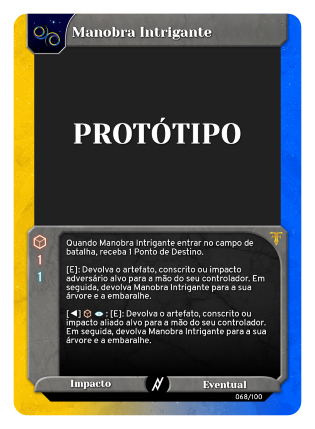 Manobra Intrigante
PROTÓTIPO
1
1
Quando Manobra Intrigante entrar no campo de
batalha, receba 1 Ponto de Destino.
[E]: Devolva o artefato, conscrito ou impacto
adversário alvo para a mão do seu controlador. Em
seguida, devolva Manobra Intrigante para a sua
árvore e a embaralhe.
[◄] : [E]: Devolva o artefato, conscrito ou
impacto aliado alvo para a mão do seu controlador.
Em seguida, devolva Manobra Intrigante para a sua
árvore e a embaralhe.
Impacto
Eventual
068/100